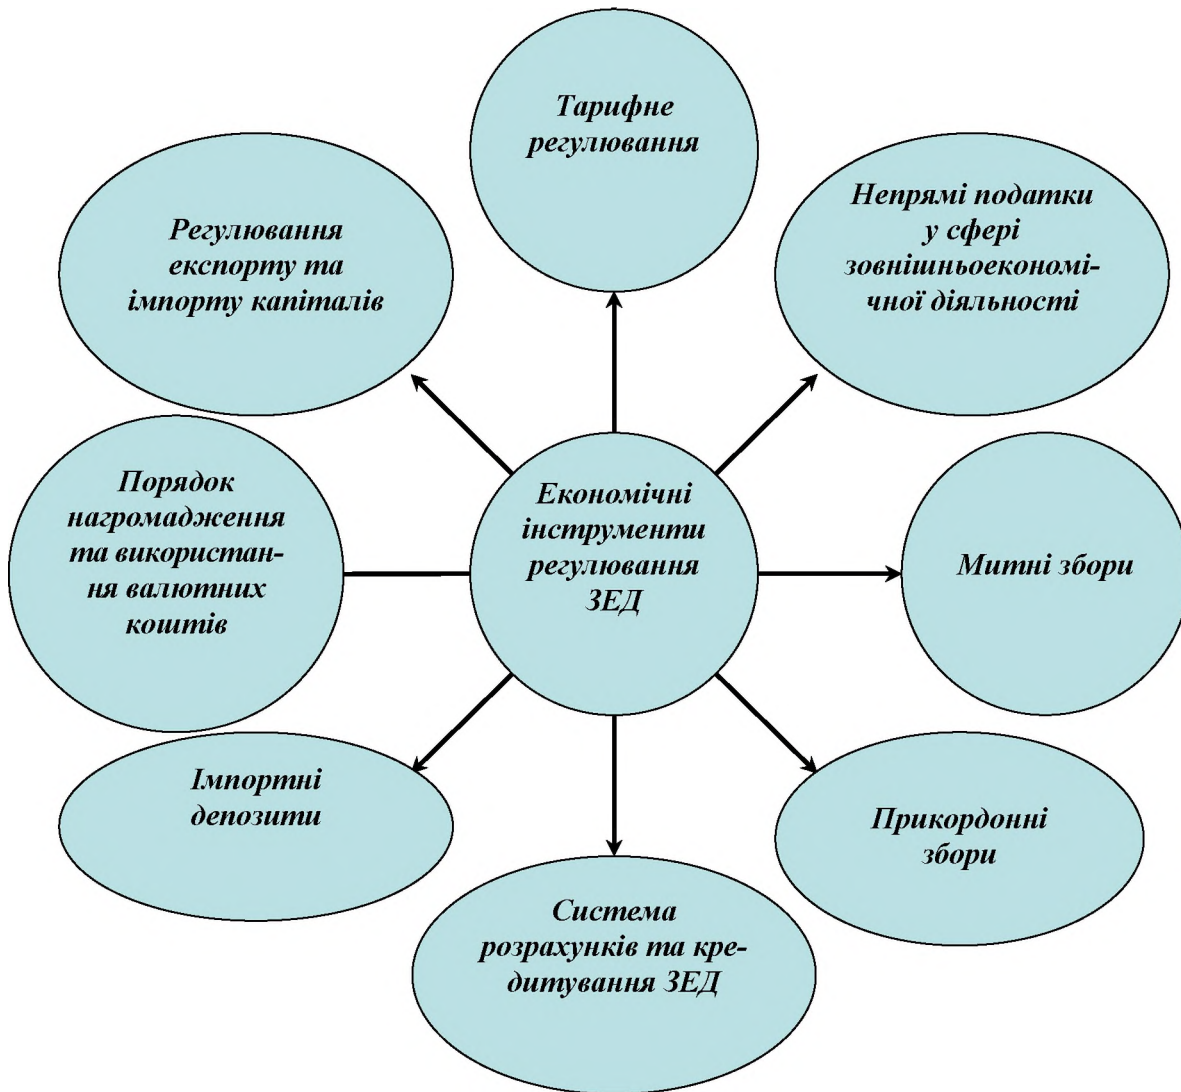 Тарифне
регулювання
Непрямі податки
у сфері
зовнішньоекономі-
чної діяльності
Регулювання
експорту та
імпорту капіталів
Порядок
нагромадження
та використан-
ня валютних
коштів
Економічні
інструменти
регулювання
ЗЕД
Митні збори
Імпортні
депозити
Прикордонні
збори
Система
розрахунків та кре-
дитування ЗЕД